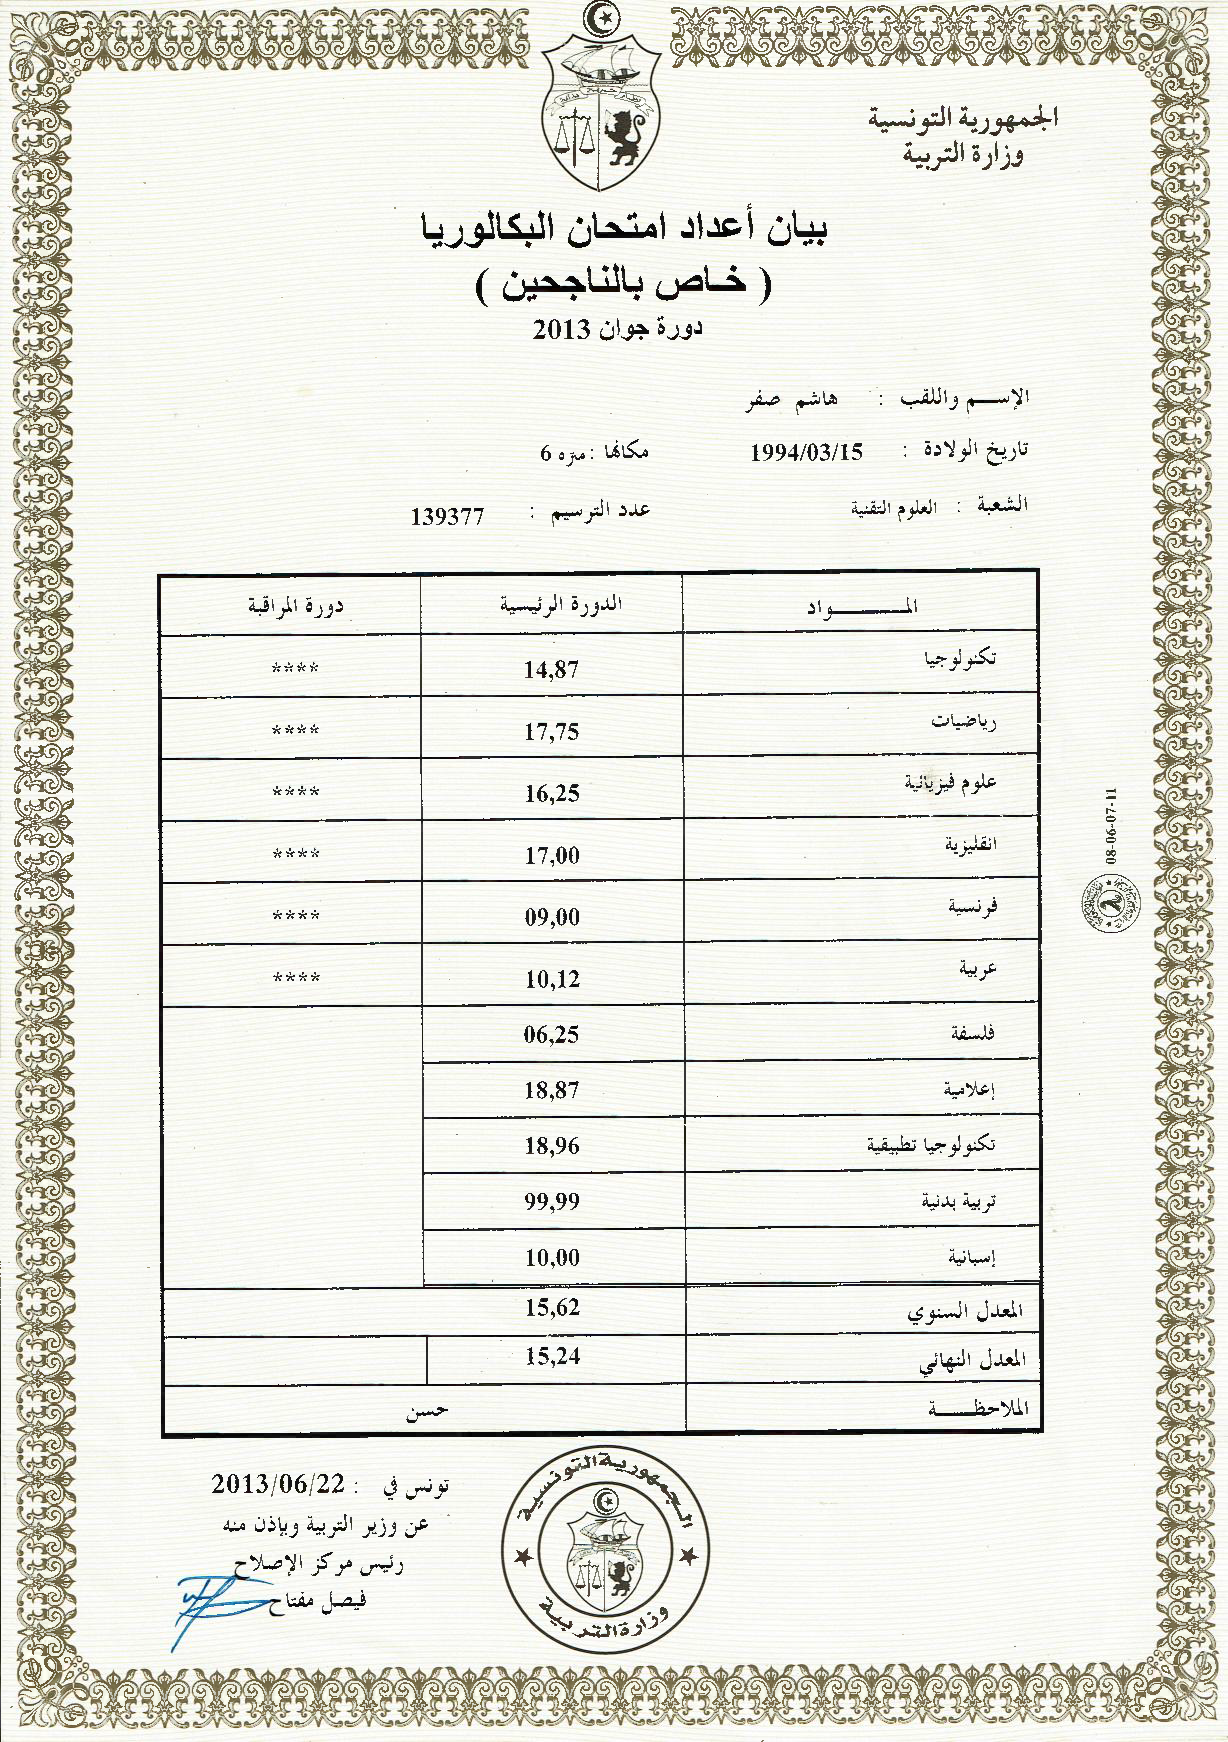 الجمهورية التونسية
وزارة التربية
بيان أعداد امتحان البكالوريا
( خاص بالناجحين )
دورة جوان 2013
الإسم واللقب : هاشم صفر
تاريخ الولادة : 1994/03/15 مكانها : منزه 6
الشعبة : العلوم التقنية عدد الترسيم : 139377
المواد الدورة الرئيسية دورة المراقبة
تكنولوجيا 14,87 ****
رياضيات 17,75 ****
علوم فيزيائية 16,25 ****
انقليزية 17,00 ****
فرنسية 09,00 ****
عربية 10,12 ****
فلسفة 06,25
إعلامية 18,87
تكنولوجيا تطبيقية 18,96
تربية بدنية 99,99
إسبانية 10,00
المعدل السنوي 15,62
المعدل النهائي 15,24
الملاحظة حسن
08-06-07-11
تونس في : 2013/06/22
عن وزير التربية وبإذن منه
رئيس مركز الإصلاح
فيصل مفتاح
الجمهورية التونسية
وزارة التربية